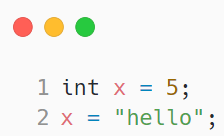 1 int x = 5;
2 x = "hello";